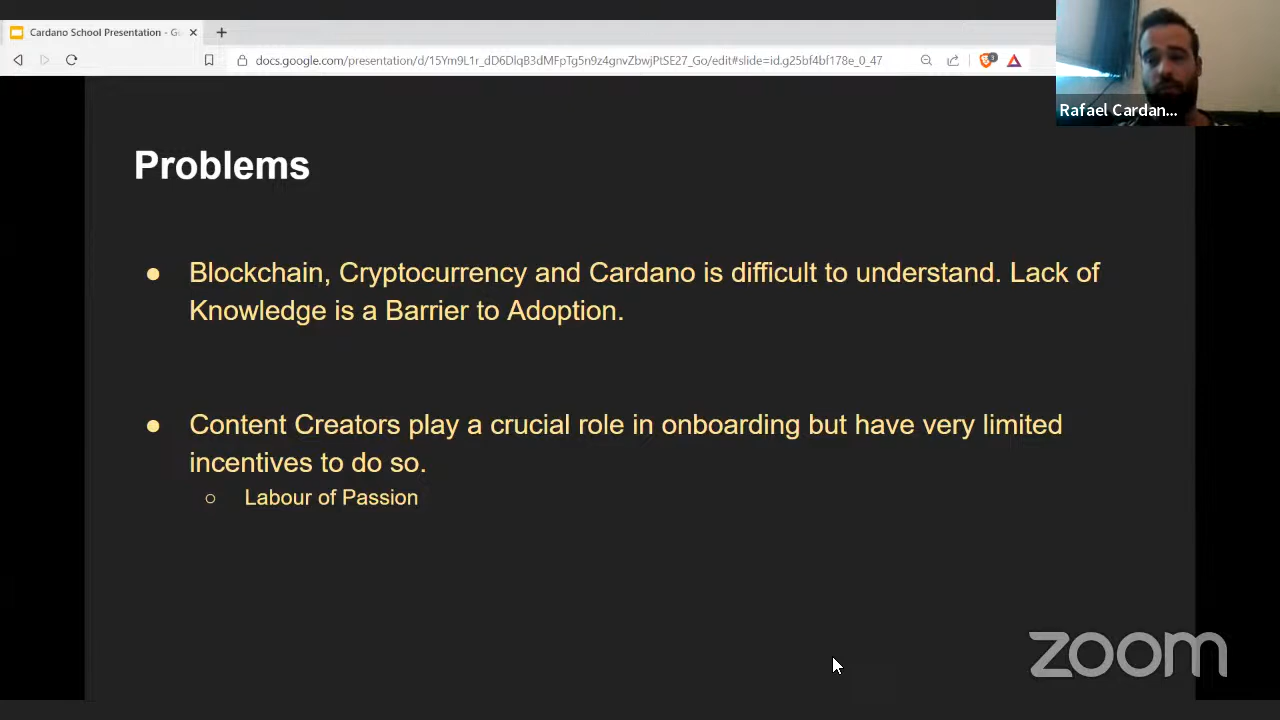 Cardano School Presentation - G
docs.google.com/presentation/d/15Ym9L1r_dD6DlqB3dMFpTg5n9z4gnvZbwjPtSE27_Go/edit#slide=id.g25bf4bf178e_0_47
Rafael Cardan...
Problems
● Blockchain, Cryptocurrency and Cardano is difficult to understand. Lack of
Knowledge is a Barrier to Adoption.
● Content Creators play a crucial role in onboarding but have very limited
incentives to do so.
○ Labour of Passion
zoom